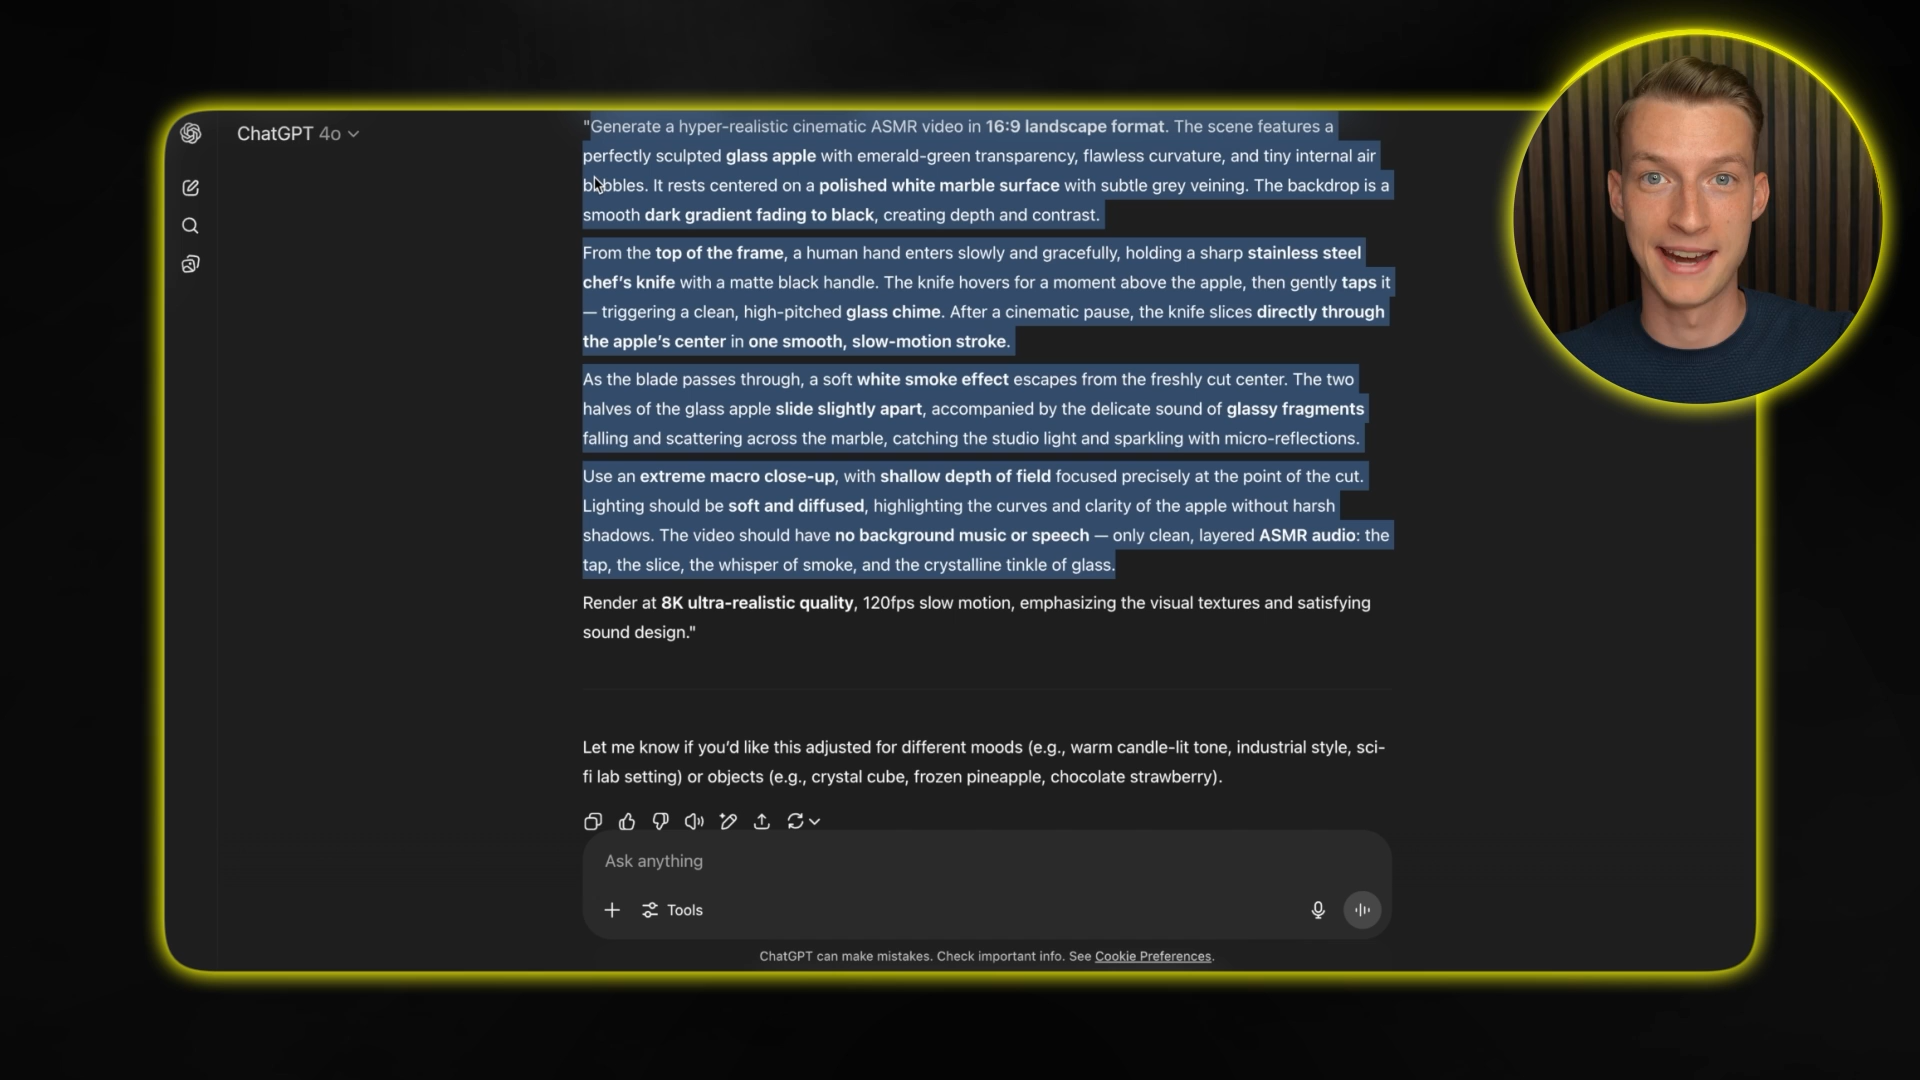 ChatGPT 4o
"Generate a hyper-realistic cinematic ASMR video in 16:9 landscape format. The scene features a
perfectly sculpted glass apple with emerald-green transparency, flawless curvature, and tiny internal air
bubbles. It rests centered on a polished white marble surface with subtle grey veining. The backdrop is a
smooth dark gradient fading to black, creating depth and contrast.
From the top of the frame, a human hand enters slowly and gracefully, holding a sharp stainless steel
chef's knife with a matte black handle. The knife hovers for a moment above the apple, then gently taps it
— triggering a clean, high-pitched glass chime. After a cinematic pause, the knife slices directly through
the apple's center in one smooth, slow-motion stroke.
As the blade passes through, a soft white smoke effect escapes from the freshly cut center. The two
halves of the glass apple slide slightly apart, accompanied by the delicate sound of glassy fragments
falling and scattering across the marble, catching the studio light and sparkling with micro-reflections.
Use an extreme macro close-up, with shallow depth of field focused precisely at the point of the cut.
Lighting should be soft and diffused, highlighting the curves and clarity of the apple without harsh
shadows. The video should have no background music or speech — only clean, layered ASMR audio: the
tap, the slice, the whisper of smoke, and the crystalline tinkle of glass.
Render at 8K ultra-realistic quality, 120fps slow motion, emphasizing the visual textures and satisfying
sound design."
Let me know if you'd like this adjusted for different moods (e.g., warm candle-lit tone, industrial style, sci-
fi lab setting) or objects (e.g., crystal cube, frozen pineapple, chocolate strawberry).
Ask anything
Tools
ChatGPT can make mistakes. Check important info. See Cookie Preferences.